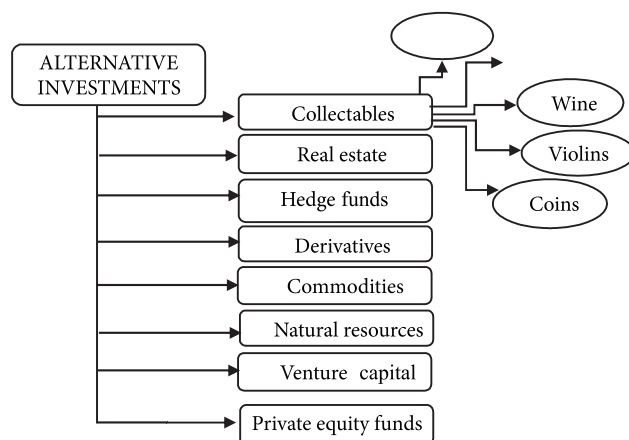 ALTERNATIVE
INVESTMENTS
Collectables
Real estate
Hedge funds
Derivatives
Commodities
Natural resources
Venture capital
Private equity funds
Wine
Violins
Coins